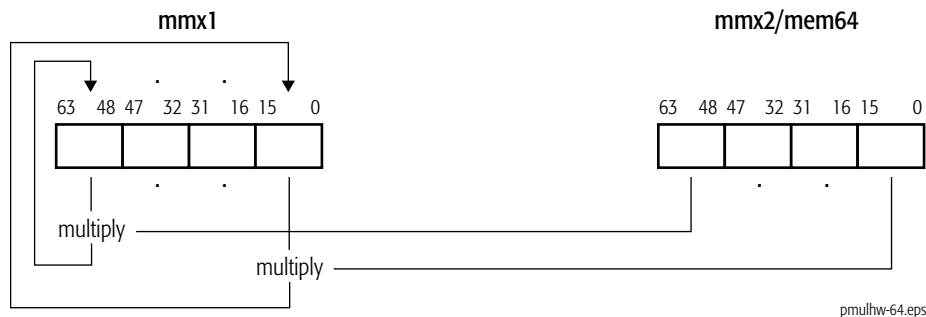 mmx1 mmx2/mem64
. .
63 48 47 32 31 16 15 0 63 48 47 32 31 16 15 0
. . . .
multiply
multiply
pmulhw-64.eps